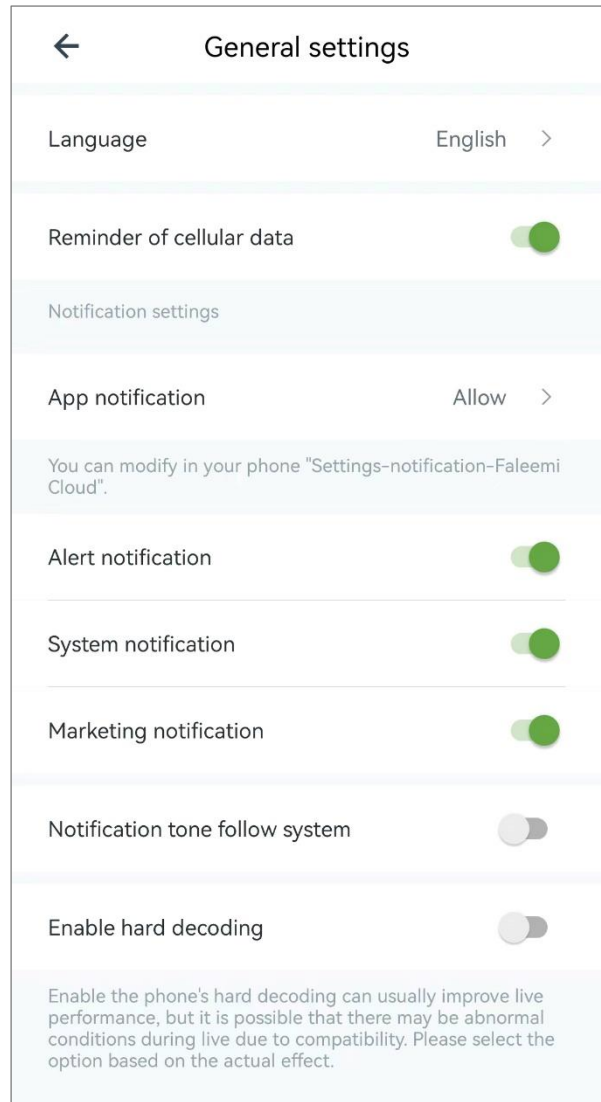 General settings
Language English
Reminder of cellular data
Notification settings
App notification Allow
You can modify in your phone "Settings-notification-Faleemi
Cloud".
Alert notification
System notification
Marketing notification
Notification tone follow system
Enable hard decoding
Enable the phone's hard decoding can usually improve live
performance, but it is possible that there may be abnormal
conditions during live due to compatibility. Please select the
option based on the actual effect.